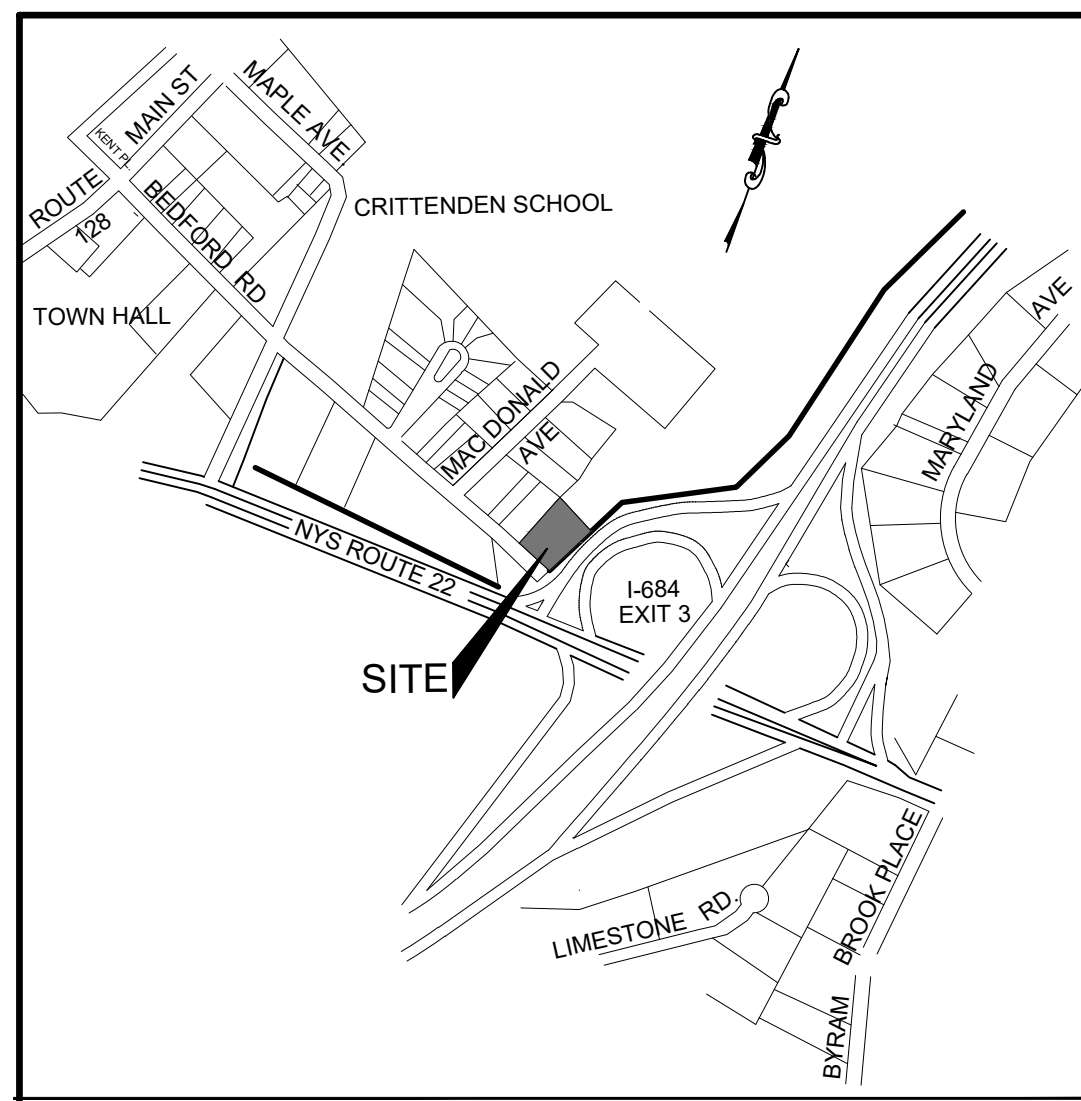 MAIN ST
MAPLE AVE.
KENT PL.
ROUTE
128
BEDFORD RD
CRITTENDEN SCHOOL
TOWN HALL
MAC DONALD
AVE
MARYLAND
AVE
NYS ROUTE 22
I-684
EXIT 3
SITE
LIMESTONE RD.
BROOK PLACE
BYRAM